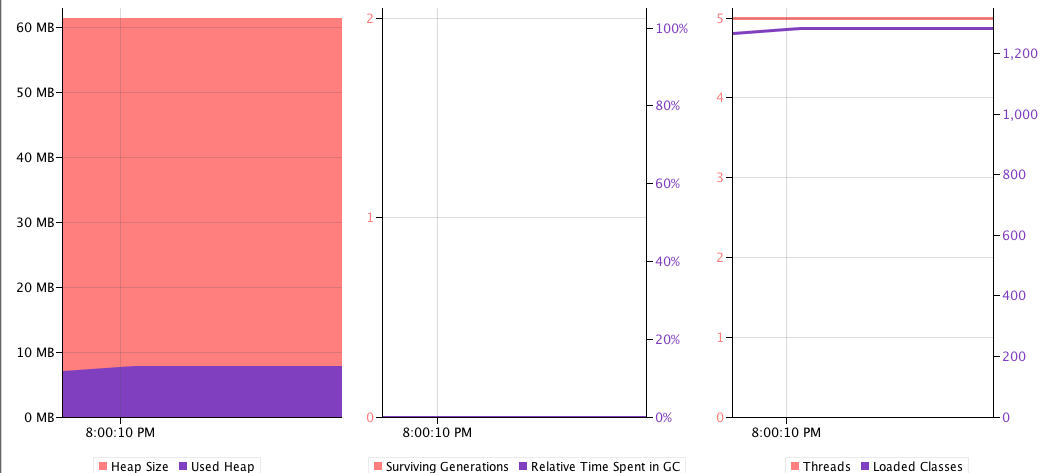 60 MB
50 MB
40 MB
30 MB
20 MB
10 MB
0 MB
8:00:10 PM
Heap Size Used Heap
2
1
0
100%
80%
60%
40%
20%
0%
8:00:10 PM
Surviving Generations Relative Time Spent in GC
5
4
3
2
1
0
1,200
1,000
800
600
400
200
0
8:00:10 PM
Threads Loaded Classes